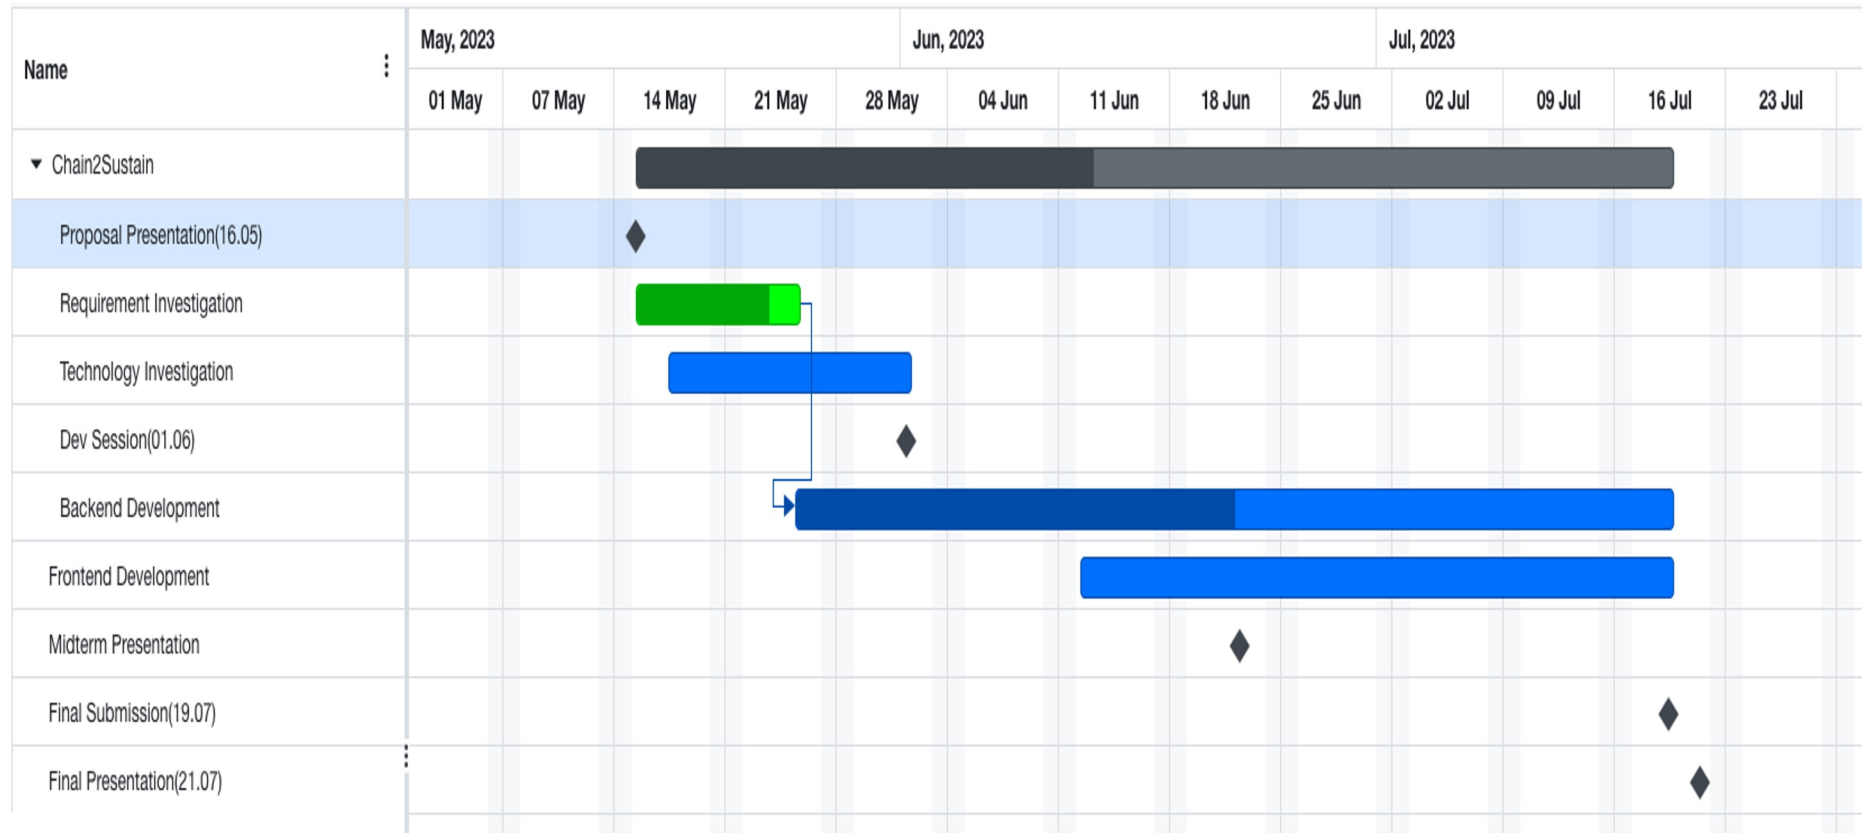 Name
May, 2023
Jun, 2023
Jul, 2023
01 May
07 May
14 May
21 May
28 May
04 Jun
11 Jun
18 Jun
25 Jun
02 Jul
09 Jul
16 Jul
23 Jul
Chain2Sustain
Proposal Presentation(16.05)
Requirement Investigation
Technology Investigation
Dev Session(01.06)
Backend Development
Frontend Development
Midterm Presentation
Final Submission(19.07)
Final Presentation(21.07)